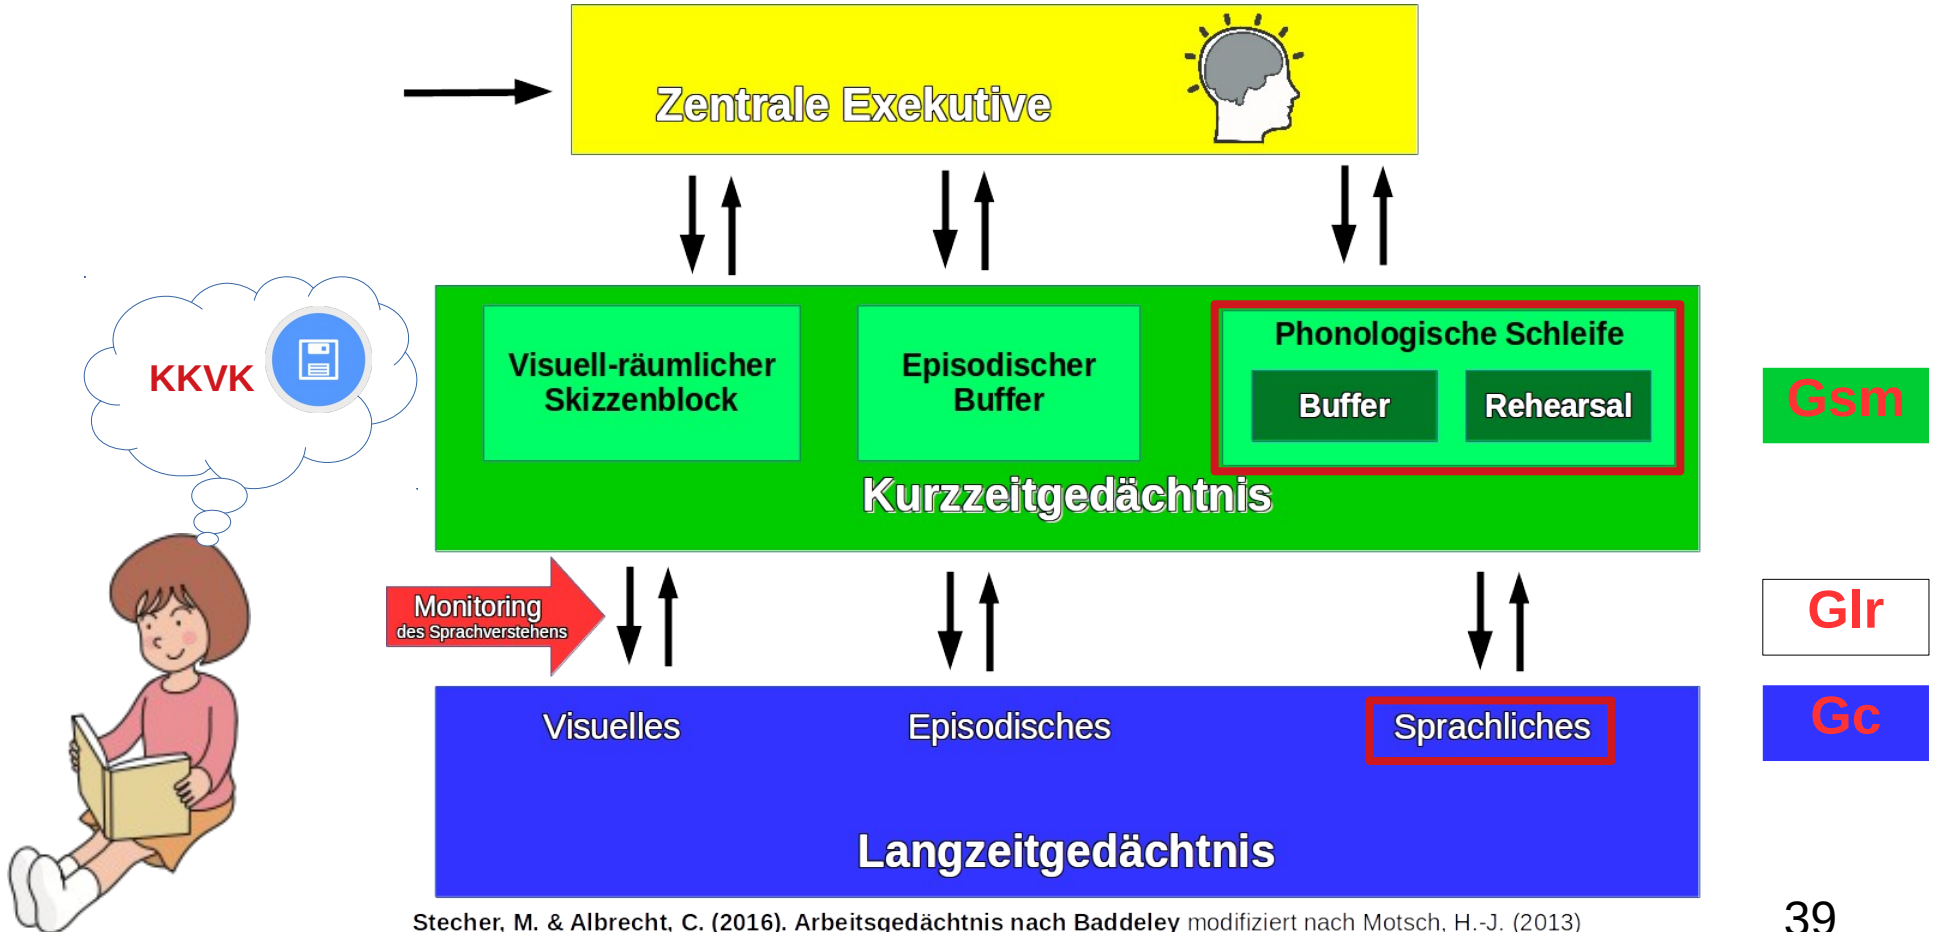 Zentrale Exekutive
KKVK
Visuell-räumlicher
Skizzenblock
Episodischer
Buffer
Phonologische Schleife
Buffer
Rehearsal
Kurzzeitgedächtnis
Gsm
Monitoring
des Sprachverstehens
Glr
Visuelles
Episodisches
Sprachliches
Gc
Langzeitgedächtnis
Stecher, M. & Albrecht, C. (2016). Arbeitsgedächtnis nach Baddeley modifiziert nach Motsch, H.-J. (2013)
39